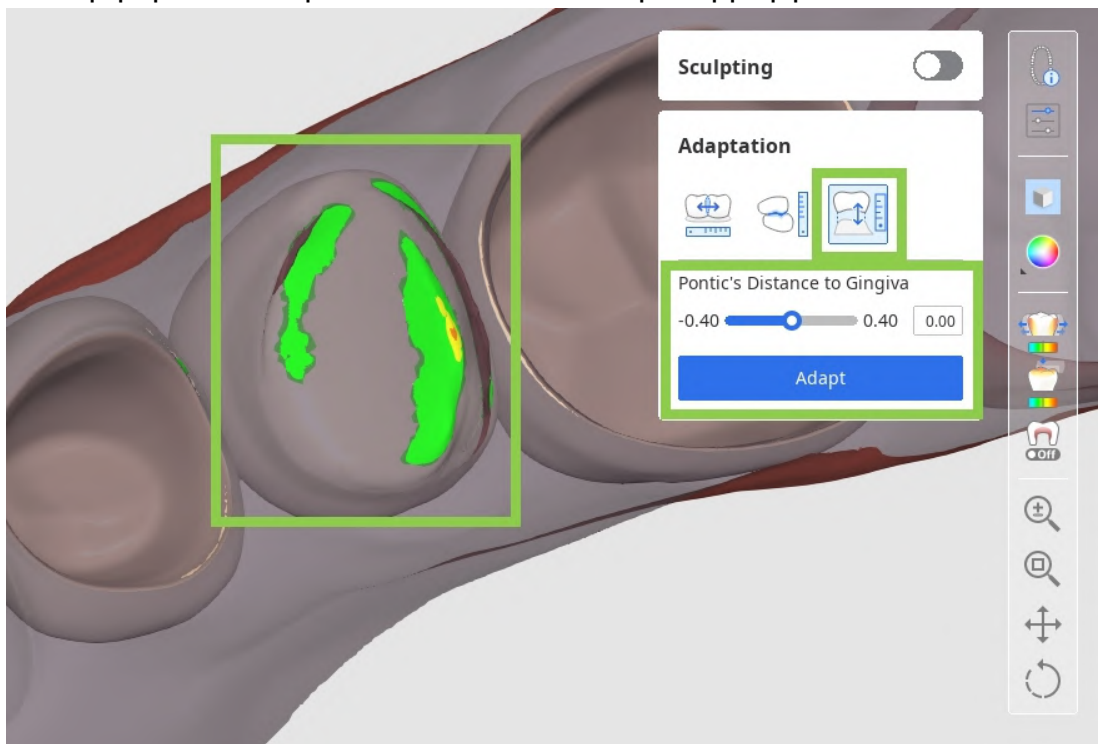 Sculpting
Adaptation
Pontic's Distance to Gingiva
-0.40 0.40 0.00
Adapt
Off